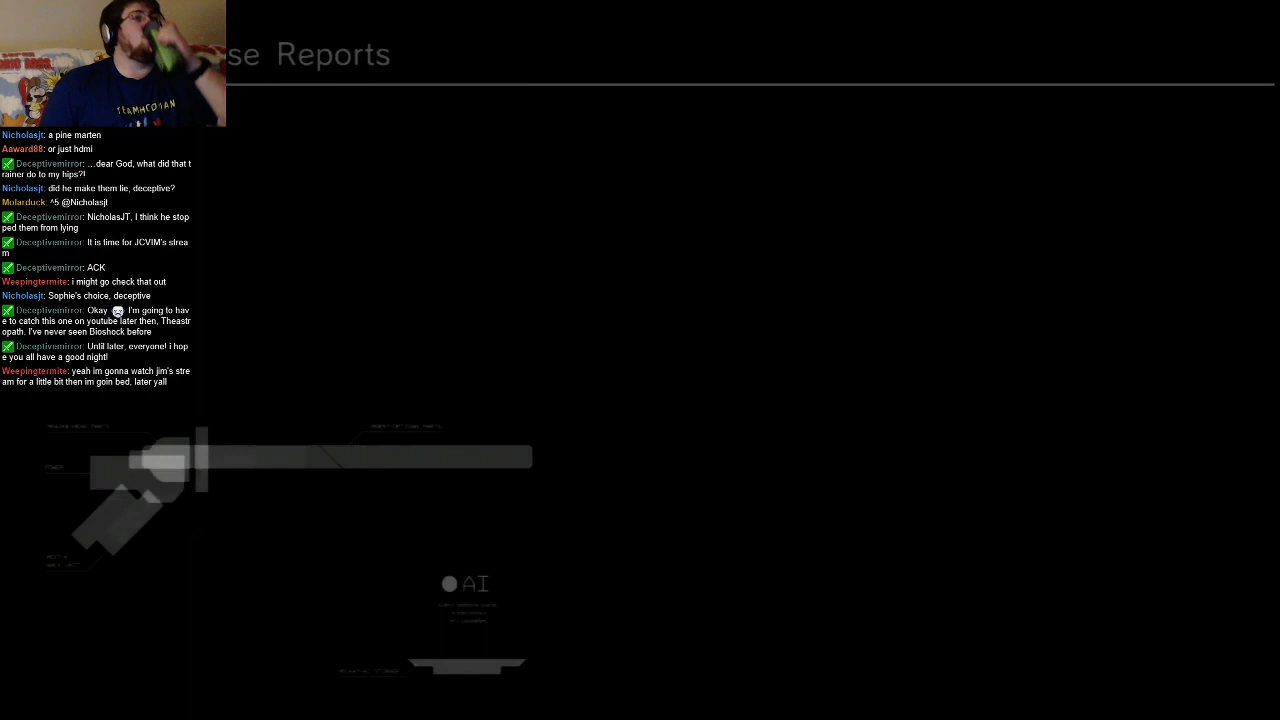 se Reports
TEAMHCOHAN
Nicholasjt: a pine marten
Aaward88: or just hdmi
Deceptivemirror: ...dear God, what did that t
rainer do to my hips?!
Nicholasjt: did he make them lie, deceptive?
Molarduck: ^5 @Nicholasjt
Deceptivemirror: NicholasJT, I think he stop
ped them from lying
Deceptivemirror: It is time for JCVIM's strea
m
Deceptivemirror: ACK
Weepingtermite: i might go check that out
Nicholasjt: Sophie's choice, deceptive
Deceptivemirror: Okay I'm going to hav
e to catch this one on youtube later then, Theastr
opath. I've never seen Bioshock before
Deceptivemirror: Until later, everyone! i hop
e you all have a good night!
Weepingtermite: yeah im gonna watch jim's stre
am for a little bit then im goin bed, later yall
POWER
AI